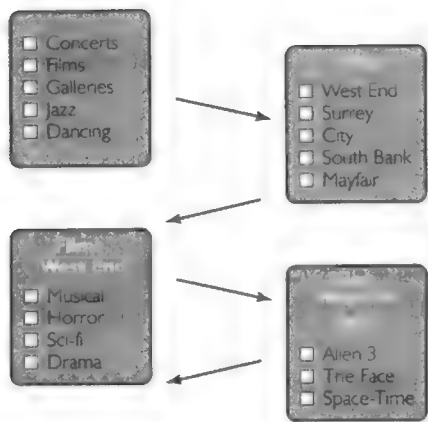 Concerts
Films
Galleries
Jazz
Dancing
West End
Surrey
City
South Bank
Mayfair
West End
Musical
Horror
Sci-fi
Drama
Alien 3
The Face
Space-Time